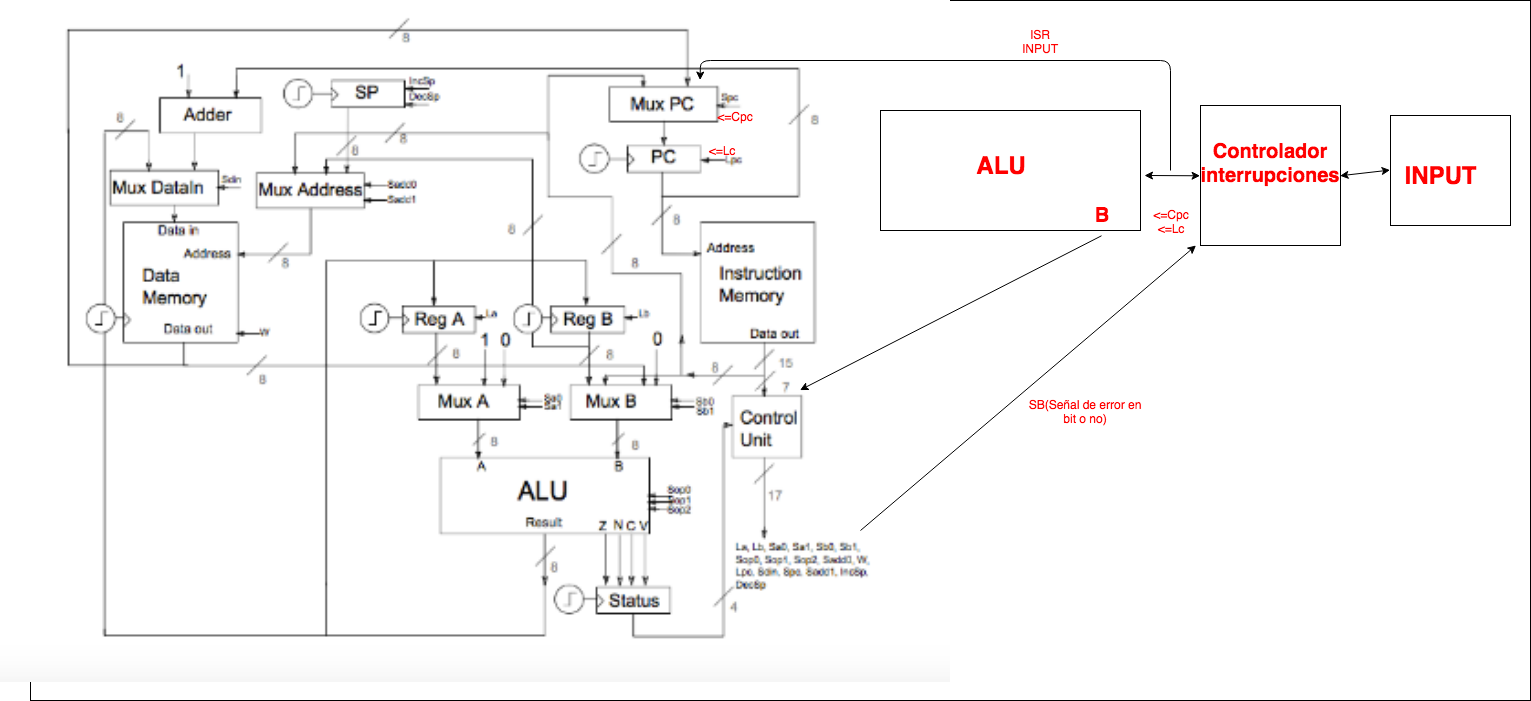 8
ISR
INPUT
1
Adder
SP
IncSp
DecSp
8
8
8
Mux PC
Spc
<=Cpc
8
<=Lc
PC
Lpc
Mux DataIn
Sdin
Mux Address
Sadd0
Sadd1
ALU
B
Controlador
interrupciones
INPUT
<=Cpc
<=Lc
Data in
Address
Data
Memory
Data out
W
8
8
8
8
Address
Instruction
Memory
Data out
Reg A
La
Reg B
Lb
1 0
0
8
8
8
8
15
7
Mux A
Sa0
Sa1
Mux B
Sb0
Sb1
Control
Unit
SB(Señal de error en
bit o no)
8
8
A
B
ALU
Sop0
Sop1
Sop2
Result
Z N C V
17
La, Lb, Sa0, Sa1, Sb0, Sb1,
Sop0, Sop1, Sop2, Sadd0, W,
Lpc, Sdin, Spc, Sadd1, IncSp,
DecSp
8
Status
4